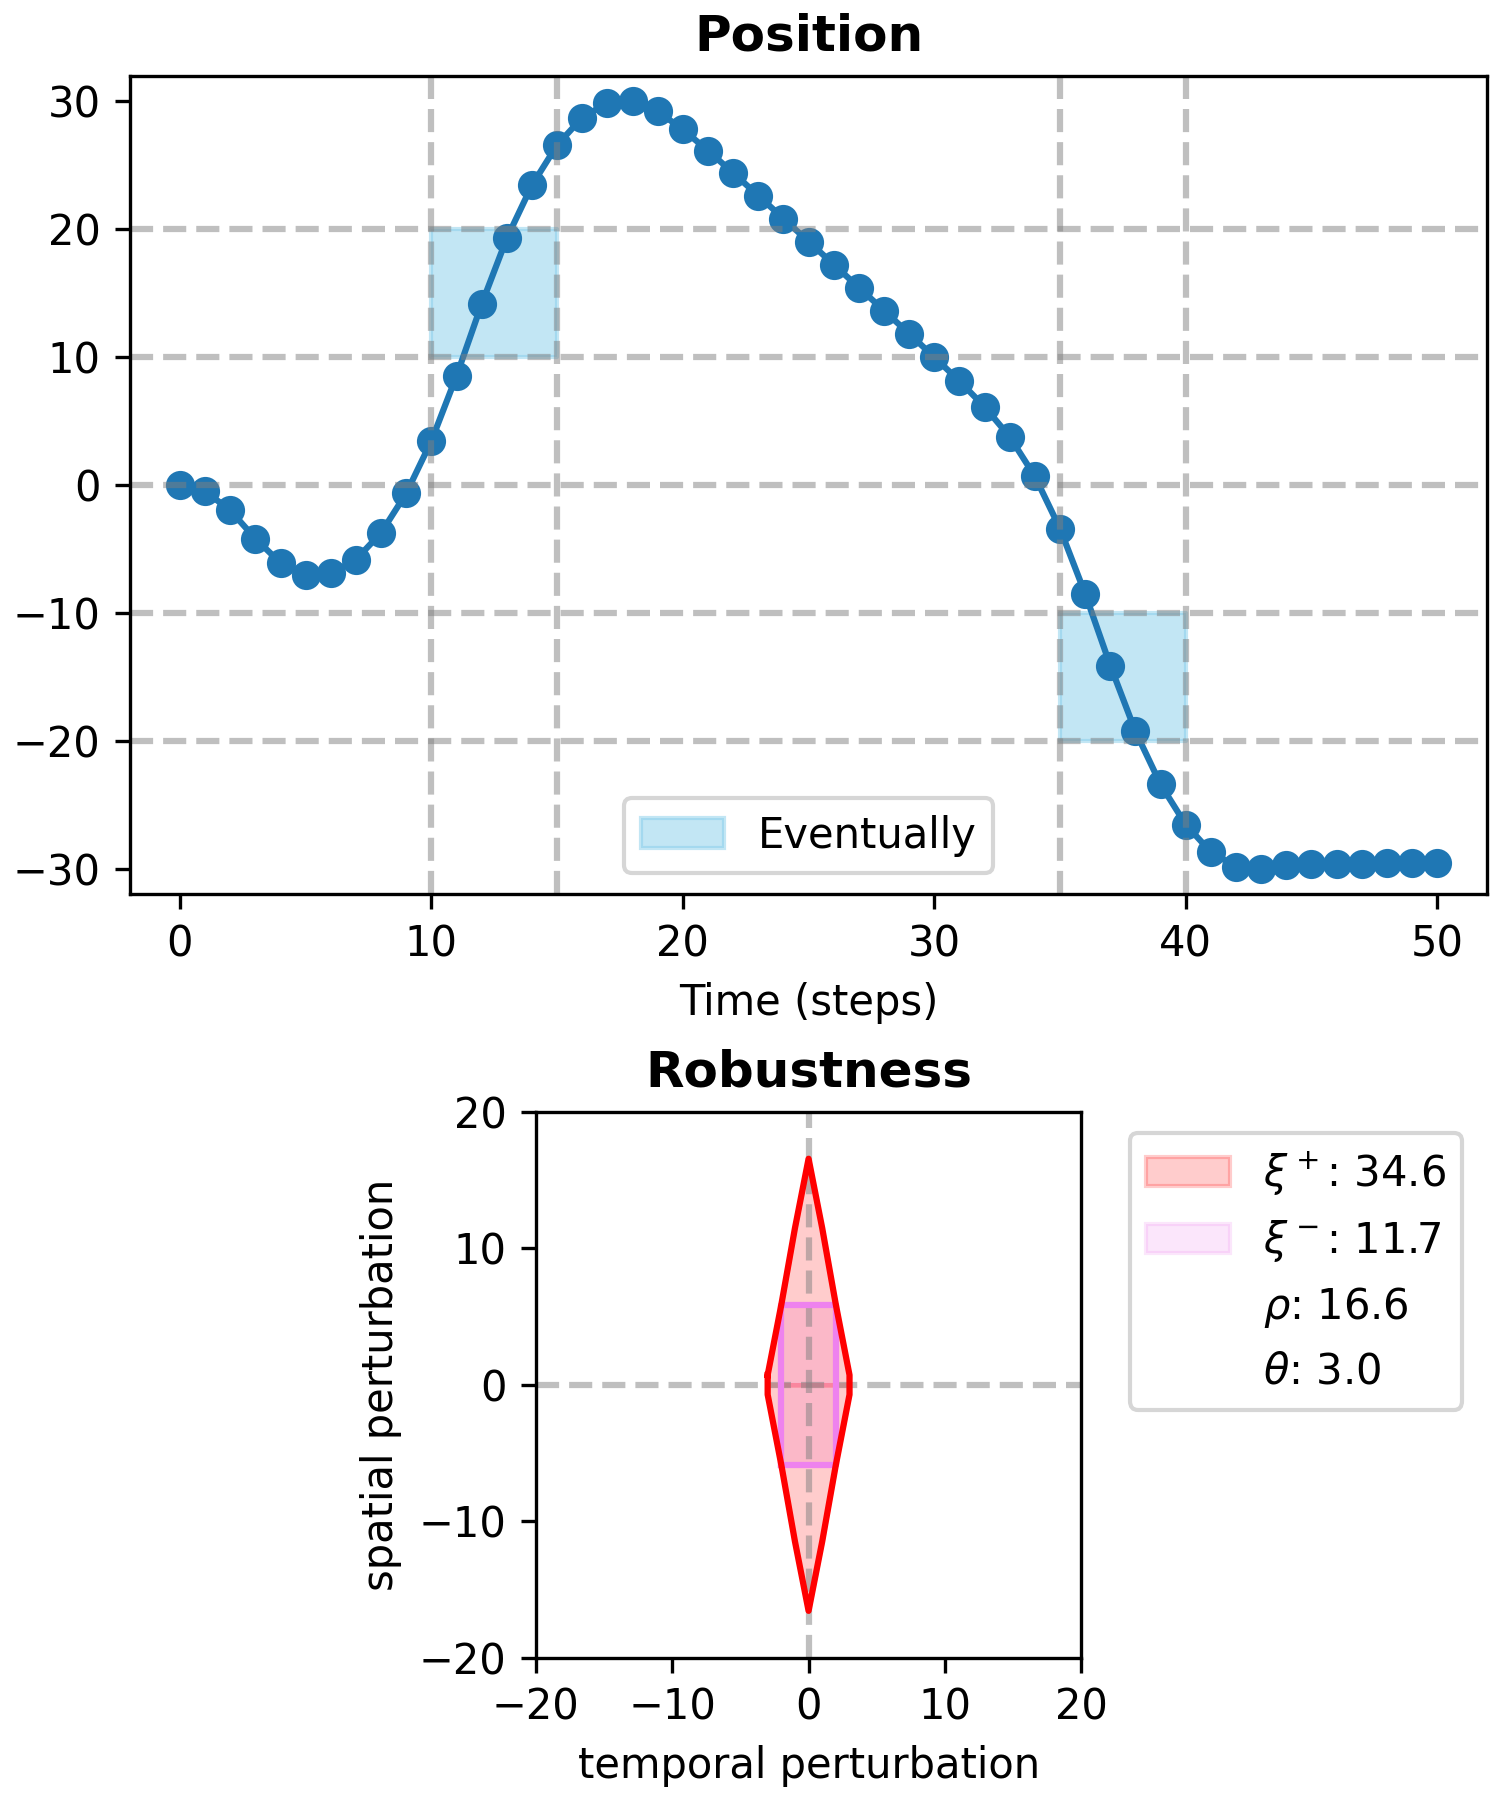 Position
30
20
10
0
−10
−20
−30
Eventually
0 10 20 30 40 50
Time (steps)
Robustness
20
10
0
−10
−20
spatial perturbation
ξ⁺: 34.6
ξ⁻: 11.7
ρ: 16.6
θ: 3.0
−20 −10 0 10 20
temporal perturbation